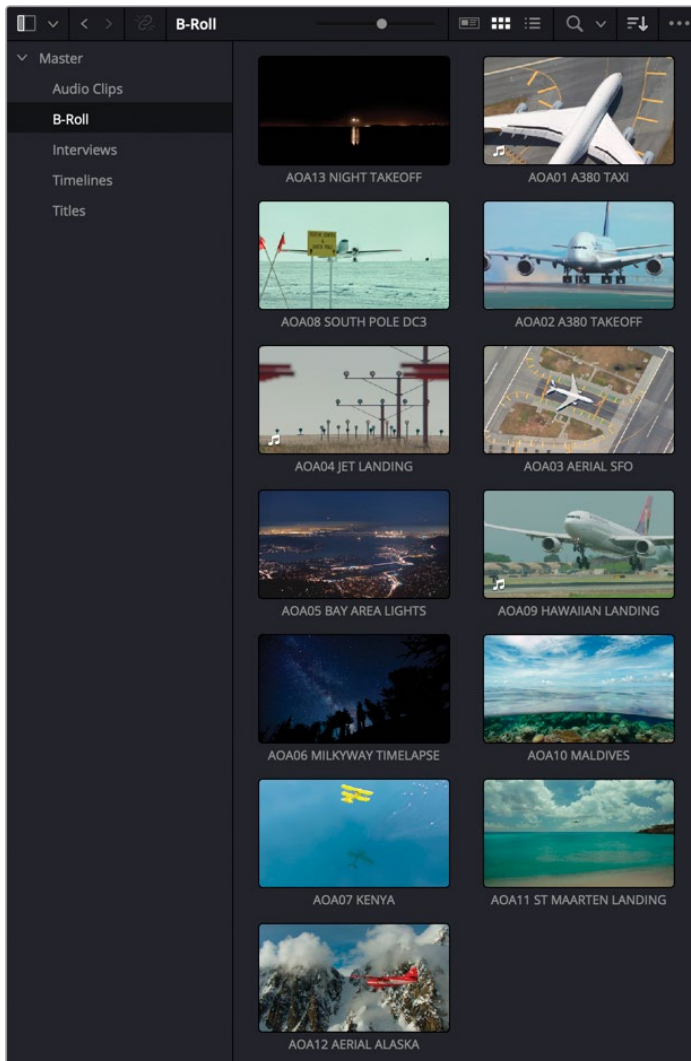 B-Roll
Master
Audio Clips
B-Roll
Interviews
Timelines
Titles
AOA13 NIGHT TAKEOFF
AOA01 A380 TAXI
AOA08 SOUTH POLE DC3
AOA02 A380 TAKEOFF
AOA04 JET LANDING
AOA03 AERIAL SFO
AOA05 BAY AREA LIGHTS
AOA09 HAWAIIAN LANDING
AOA06 MILKYWAY TIMELAPSE
AOA10 MALDIVES
AOA07 KENYA
AOA11 ST MAARTEN LANDING
AOA12 AERIAL ALASKA